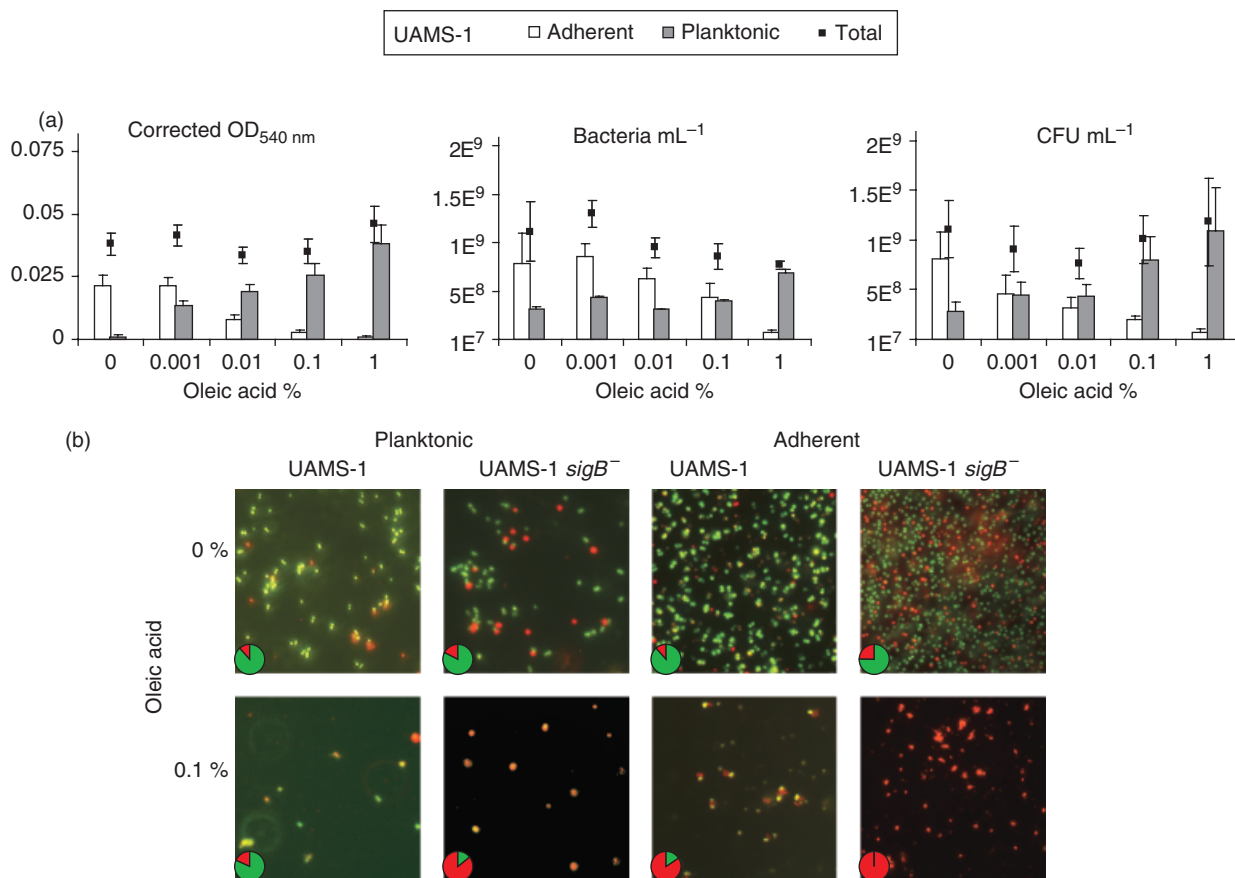 UAMS-1 Adherent Planktonic Total
(a)
Corrected OD540 nm
0.075
0.05
0.025
0
0 0.001 0.01 0.1 1
Oleic acid %
Bacteria mL–1
2E9
1.5E9
1E9
5E8
1E7
0 0.001 0.01 0.1 1
Oleic acid %
CFU mL–1
2E9
1.5E9
1E9
5E8
1E7
0 0.001 0.01 0.1 1
Oleic acid %
(b)
Planktonic Adherent
UAMS-1 UAMS-1 sigB– UAMS-1 UAMS-1 sigB–
Oleic acid
0 %
0.1 %